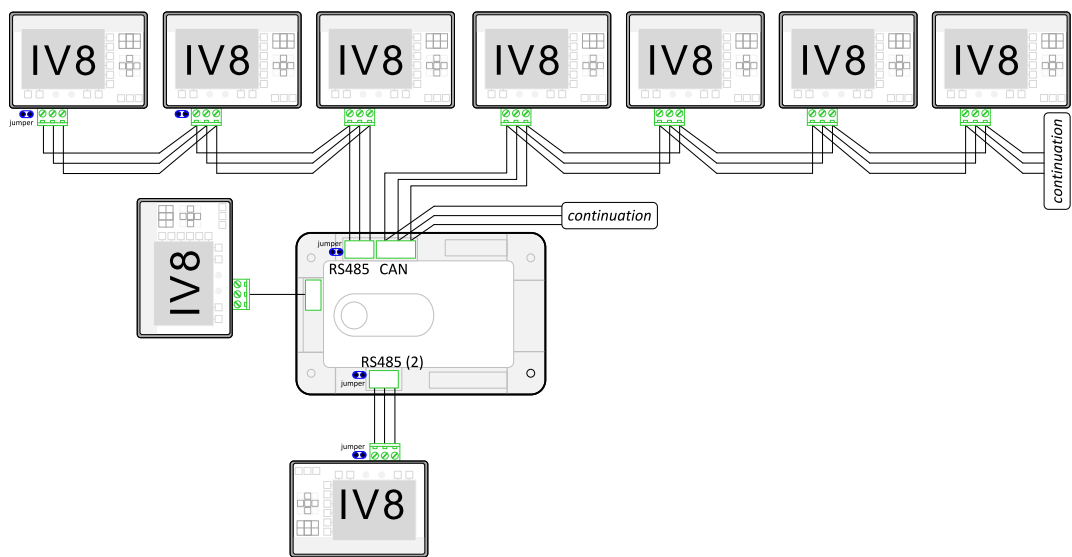 IV8 IV8 IV8 IV8 IV8 IV8 IV8
jumper
continuation
continuation
jumper
RS485 CAN
IV8
RS485 (2)
jumper
jumper
IV8